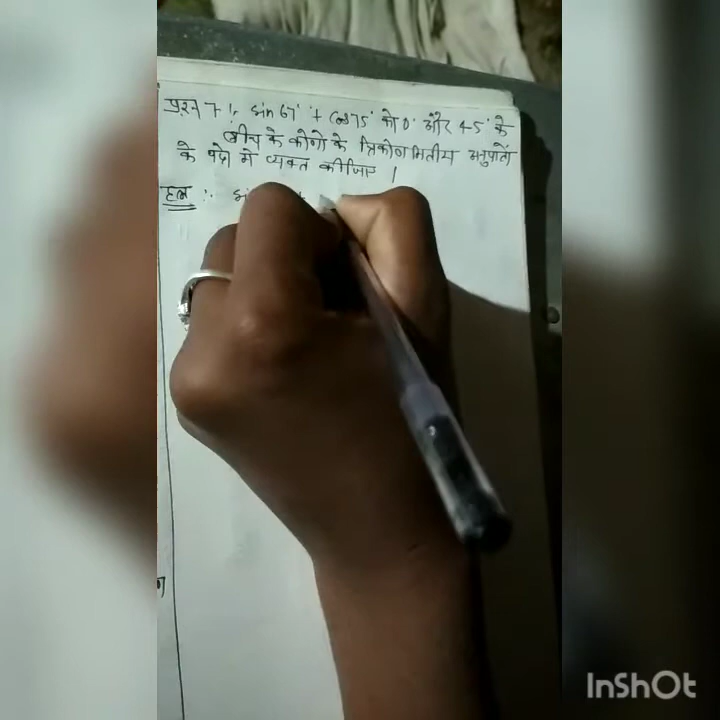 प्रश्न 7 :- sin 67° + cos 75° को 0° और 45° के
बीच के कोणो के त्रिकोणमितीय अनुपातों
के पदो में व्यक्त कीजिए ।
हल :-
InShOt